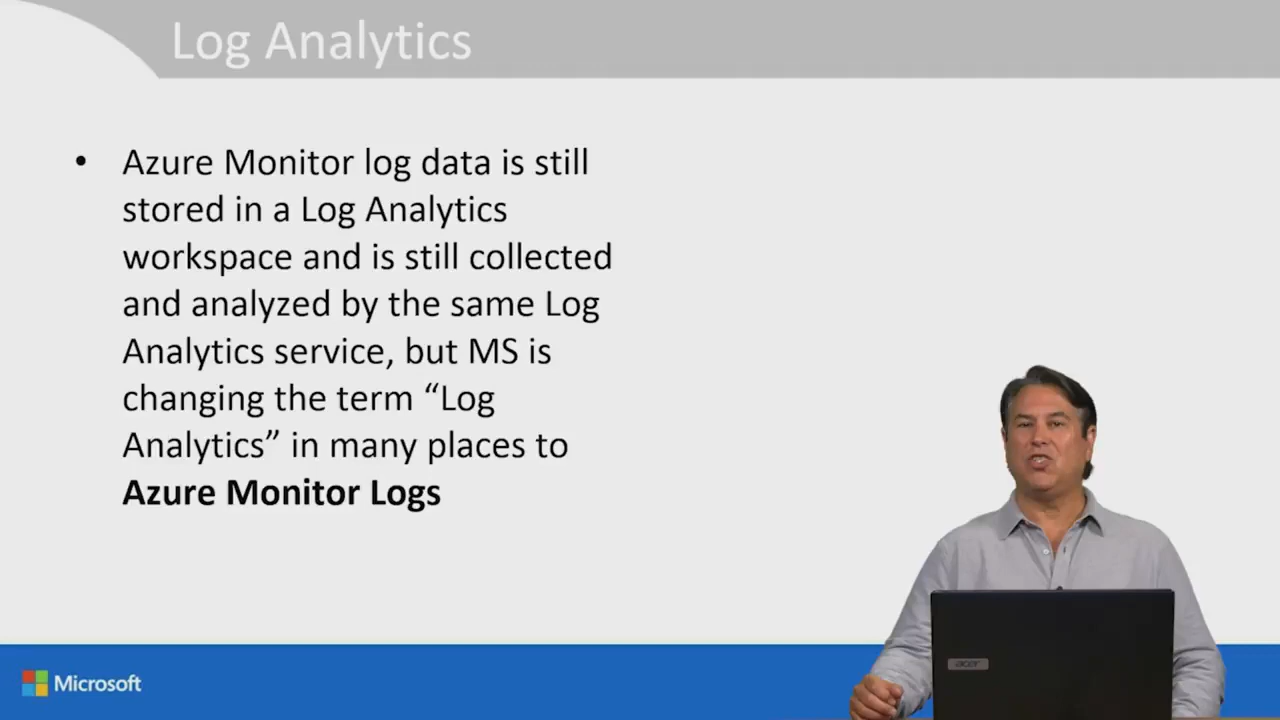 Log Analytics
• Azure Monitor log data is still
stored in a Log Analytics
workspace and is still collected
and analyzed by the same Log
Analytics service, but MS is
changing the term “Log
Analytics” in many places to
Azure Monitor Logs
acer
Microsoft